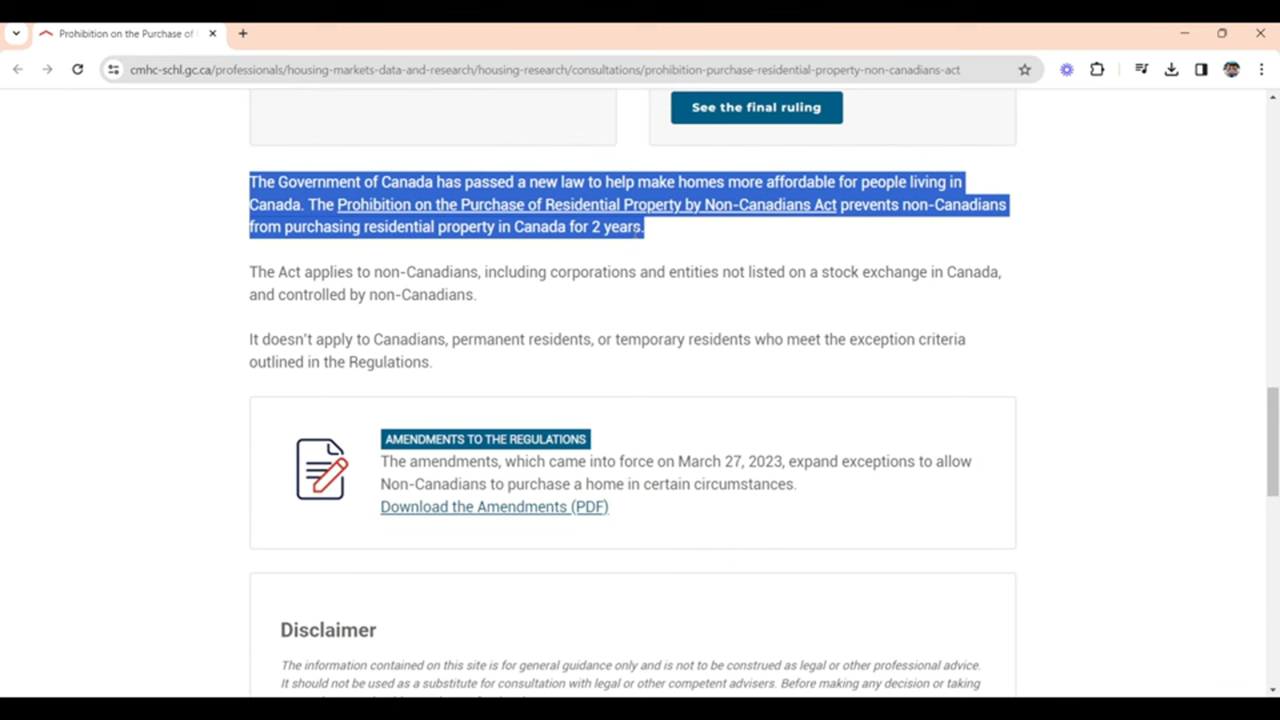 Prohibition on the Purchase of
cmhc-schl.gc.ca/professionals/housing-markets-data-and-research/housing-research/consultations/prohibition-purchase-residential-property-non-canadians-act
See the final ruling
The Government of Canada has passed a new law to help make homes more affordable for people living in
Canada. The Prohibition on the Purchase of Residential Property by Non-Canadians Act prevents non-Canadians
from purchasing residential property in Canada for 2 years.
The Act applies to non-Canadians, including corporations and entities not listed on a stock exchange in Canada,
and controlled by non-Canadians.
It doesn't apply to Canadians, permanent residents, or temporary residents who meet the exception criteria
outlined in the Regulations.
AMENDMENTS TO THE REGULATIONS
The amendments, which came into force on March 27, 2023, expand exceptions to allow
Non-Canadians to purchase a home in certain circumstances.
Download the Amendments (PDF)
Disclaimer
The information contained on this site is for general guidance only and is not to be construed as legal or other professional advice.
It should not be used as a substitute for consultation with legal or other competent advisers. Before making any decision or taking